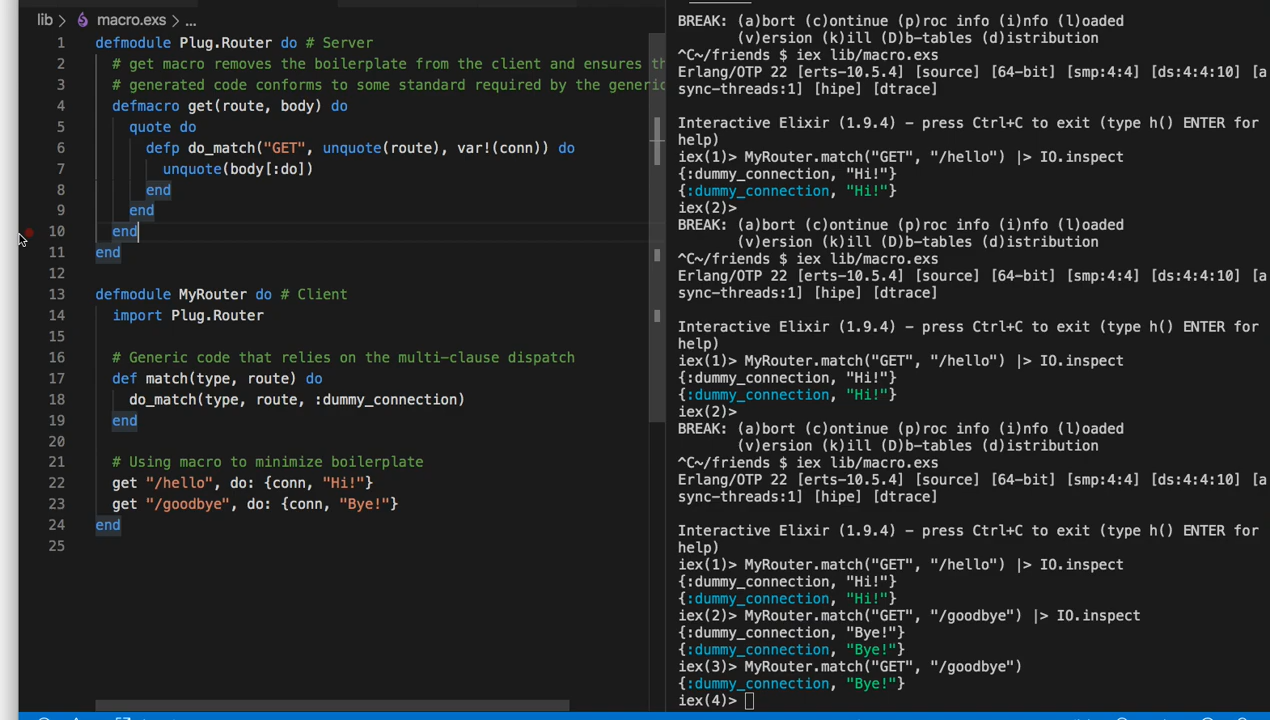 lib > macro.exs > ...
1 defmodule Plug.Router do # Server
2 # get macro removes the boilerplate from the client and ensures th
3 # generated code conforms to some standard required by the generic
4 defmacro get(route, body) do
5 quote do
6 defp do_match("GET", unquote(route), var!(conn)) do
7 unquote(body[:do])
8 end
9 end
10 end
11 end
12
13 defmodule MyRouter do # Client
14 import Plug.Router
15
16 # Generic code that relies on the multi-clause dispatch
17 def match(type, route) do
18 do_match(type, route, :dummy_connection)
19 end
20
21 # Using macro to minimize boilerplate
22 get "/hello", do: {conn, "Hi!"}
23 get "/goodbye", do: {conn, "Bye!"}
24 end
25
BREAK: (a)bort (c)ontinue (p)roc info (i)nfo (l)oaded
(v)ersion (k)ill (D)b-tables (d)istribution
^C~/friends $ iex lib/macro.exs
Erlang/OTP 22 [erts-10.5.4] [source] [64-bit] [smp:4:4] [ds:4:4:10] [a
sync-threads:1] [hipe] [dtrace]
Interactive Elixir (1.9.4) - press Ctrl+C to exit (type h() ENTER for
help)
iex(1)> MyRouter.match("GET", "/hello") |> IO.inspect
{:dummy_connection, "Hi!"}
{:dummy_connection, "Hi!"}
iex(2)>
BREAK: (a)bort (c)ontinue (p)roc info (i)nfo (l)oaded
(v)ersion (k)ill (D)b-tables (d)istribution
^C~/friends $ iex lib/macro.exs
Erlang/OTP 22 [erts-10.5.4] [source] [64-bit] [smp:4:4] [ds:4:4:10] [a
sync-threads:1] [hipe] [dtrace]
Interactive Elixir (1.9.4) - press Ctrl+C to exit (type h() ENTER for
help)
iex(1)> MyRouter.match("GET", "/hello") |> IO.inspect
{:dummy_connection, "Hi!"}
{:dummy_connection, "Hi!"}
iex(2)>
BREAK: (a)bort (c)ontinue (p)roc info (i)nfo (l)oaded
(v)ersion (k)ill (D)b-tables (d)istribution
^C~/friends $ iex lib/macro.exs
Erlang/OTP 22 [erts-10.5.4] [source] [64-bit] [smp:4:4] [ds:4:4:10] [a
sync-threads:1] [hipe] [dtrace]
Interactive Elixir (1.9.4) - press Ctrl+C to exit (type h() ENTER for
help)
iex(1)> MyRouter.match("GET", "/hello") |> IO.inspect
{:dummy_connection, "Hi!"}
{:dummy_connection, "Hi!"}
iex(2)> MyRouter.match("GET", "/goodbye") |> IO.inspect
{:dummy_connection, "Bye!"}
{:dummy_connection, "Bye!"}
iex(3)> MyRouter.match("GET", "/goodbye")
{:dummy_connection, "Bye!"}
iex(4)>